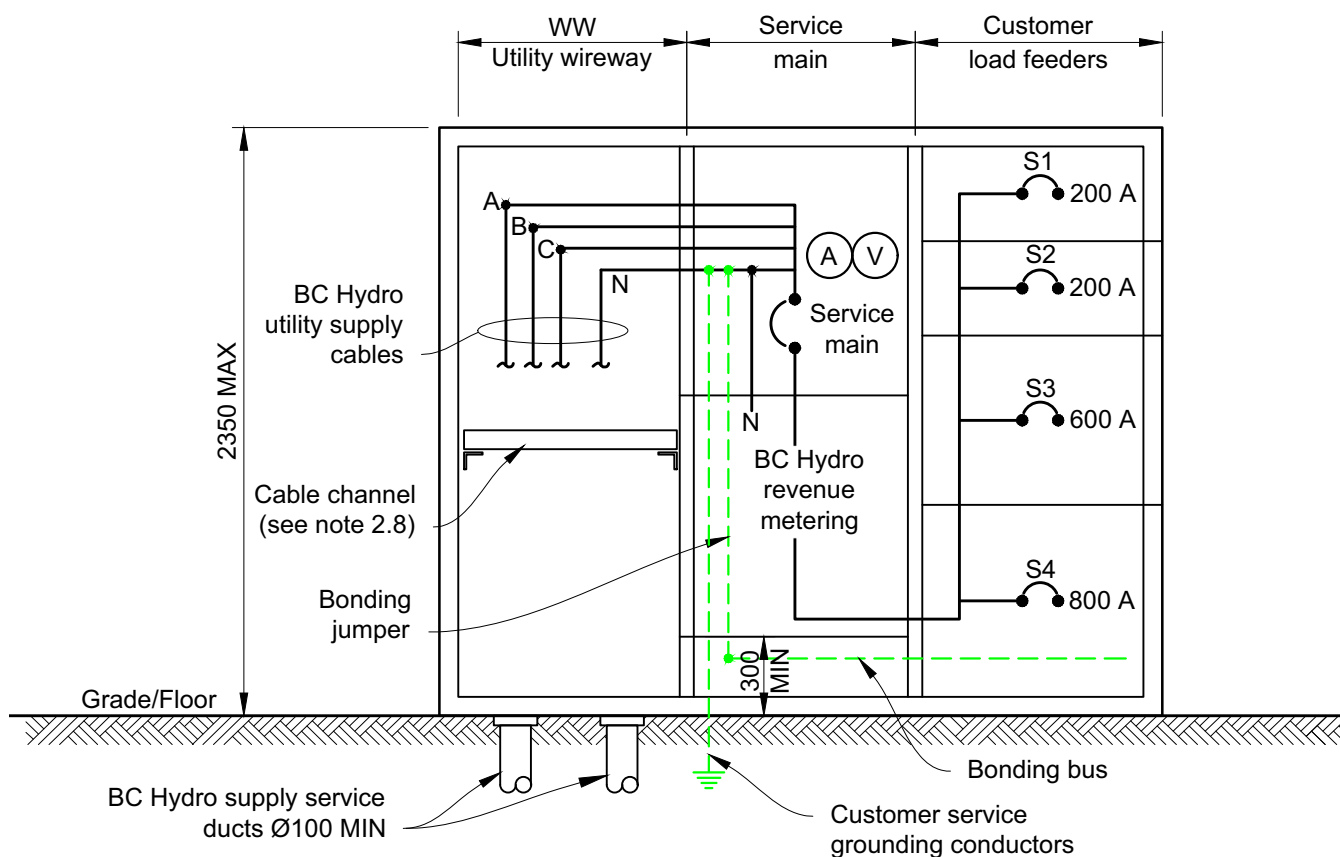 WW
Utility wireway
Service
main
Customer
load feeders
S1
200 A
A
B
C
N
A
V
S2
200 A
BC Hydro
utility supply
cables
Service
main
2350 MAX
S3
600 A
N
BC Hydro
revenue
metering
Cable channel
(see note 2.8)
S4
800 A
Bonding
jumper
300
MIN
Grade/Floor
Bonding bus
BC Hydro supply service
ducts Ø100 MIN
Customer service
grounding conductors